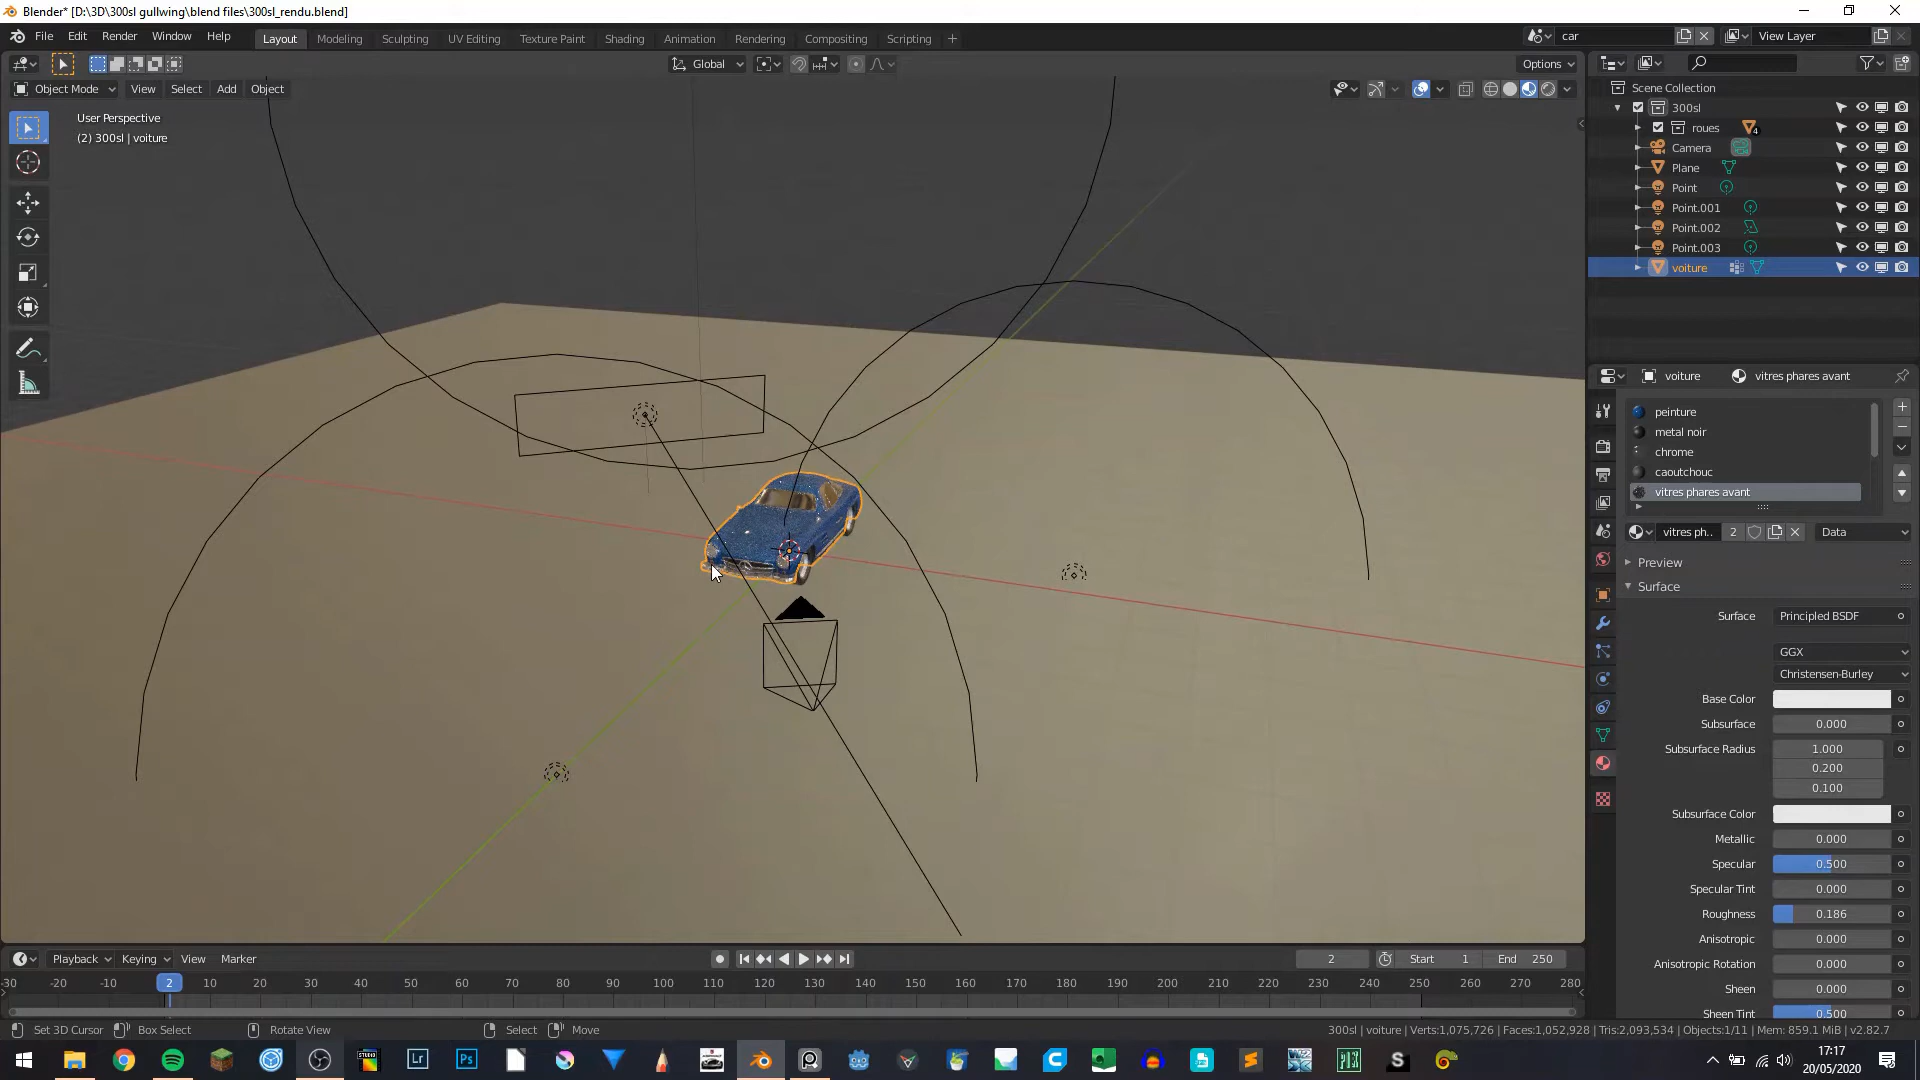 Blender* [D:\3D\300sl gullwing\blend files\300sl_rendu.blend]
File Edit Render Window Help Layout Modeling Sculpting UV Editing Texture Paint Shading Animation Rendering Compositing Scripting + car View Layer
Global Options
Object Mode View Select Add Object
User Perspective
(2) 300sl | voiture
Scene Collection
300sl
roues 4
Camera
Plane
Point
Point.001
Point.002
Point.003
voiture
voiture vitres phares avant
peinture
metal noir
chrome
caoutchouc
vitres phares avant
vitres ph.. 2 Data
Preview
Surface
Surface Principled BSDF
GGX
Christensen-Burley
Base Color
Subsurface 0.000
Subsurface Radius 1.000
0.200
0.100
Subsurface Color
Metallic 0.000
Specular 0.500
Specular Tint 0.000
Roughness 0.186
Anisotropic 0.000
Anisotropic Rotation 0.000
Sheen 0.000
Sheen Tint 0.500
Playback Keying View Marker 2 Start 1 End 250
-30 -20 -10 2 10 20 30 40 50 60 70 80 90 100 110 120 130 140 150 160 170 180 190 200 210 220 230 240 250 260 270 280
Set 3D Cursor Box Select Rotate View Select Move 300sl | voiture | Verts:1,075,726 | Faces:1,052,928 | Tris:2,093,534 | Objects:1/11 | Mem: 859.1 MiB | v2.82.7
STUDIO Lr Ps S
17:17
20/05/2020